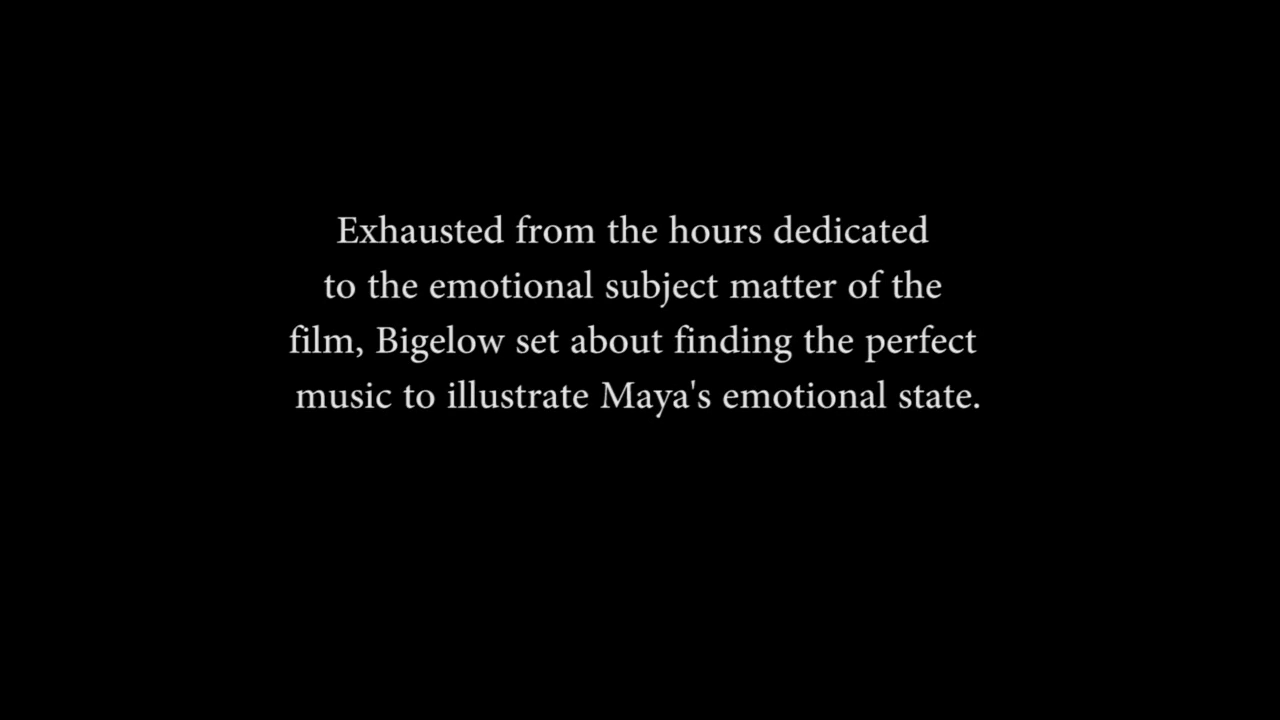 Exhausted from the hours dedicated
to the emotional subject matter of the
film, Bigelow set about finding the perfect
music to illustrate Maya's emotional state.